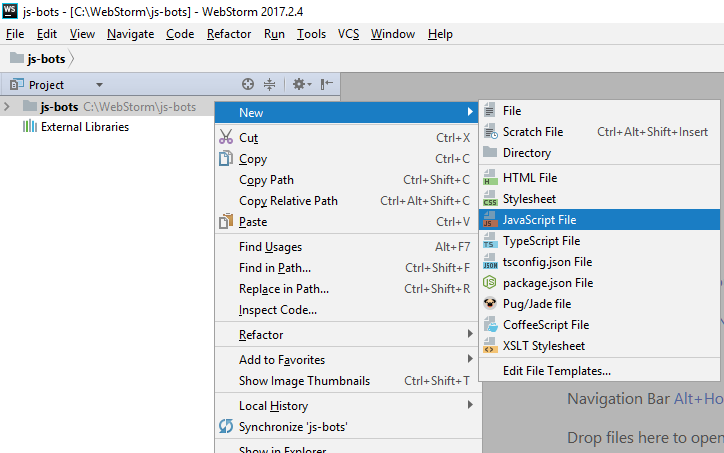 WS js-bots - [C:\WebStorm\js-bots] - WebStorm 2017.2.4
File Edit View Navigate Code Refactor Run Tools VCS Window Help
js-bots
Project
js-bots C:\WebStorm\js-bots
External Libraries
New
Cut Ctrl+X
Copy Ctrl+C
Copy Path Ctrl+Shift+C
Copy Relative Path Ctrl+Alt+Shift+C
Paste Ctrl+V
Find Usages Alt+F7
Find in Path... Ctrl+Shift+F
Replace in Path... Ctrl+Shift+R
Inspect Code...
Refactor
Add to Favorites
Show Image Thumbnails Ctrl+Shift+T
Local History
Synchronize 'js-bots'
Show in Explorer
File
Scratch File Ctrl+Alt+Shift+Insert
Directory
H HTML File
CSS Stylesheet
JS JavaScript File
TS TypeScript File
JSON tsconfig.json File
package.json File
Pug/Jade file
CoffeeScript File
<> XSLT Stylesheet
Edit File Templates...
Navigation Bar Alt+Ho
Drop files here to open